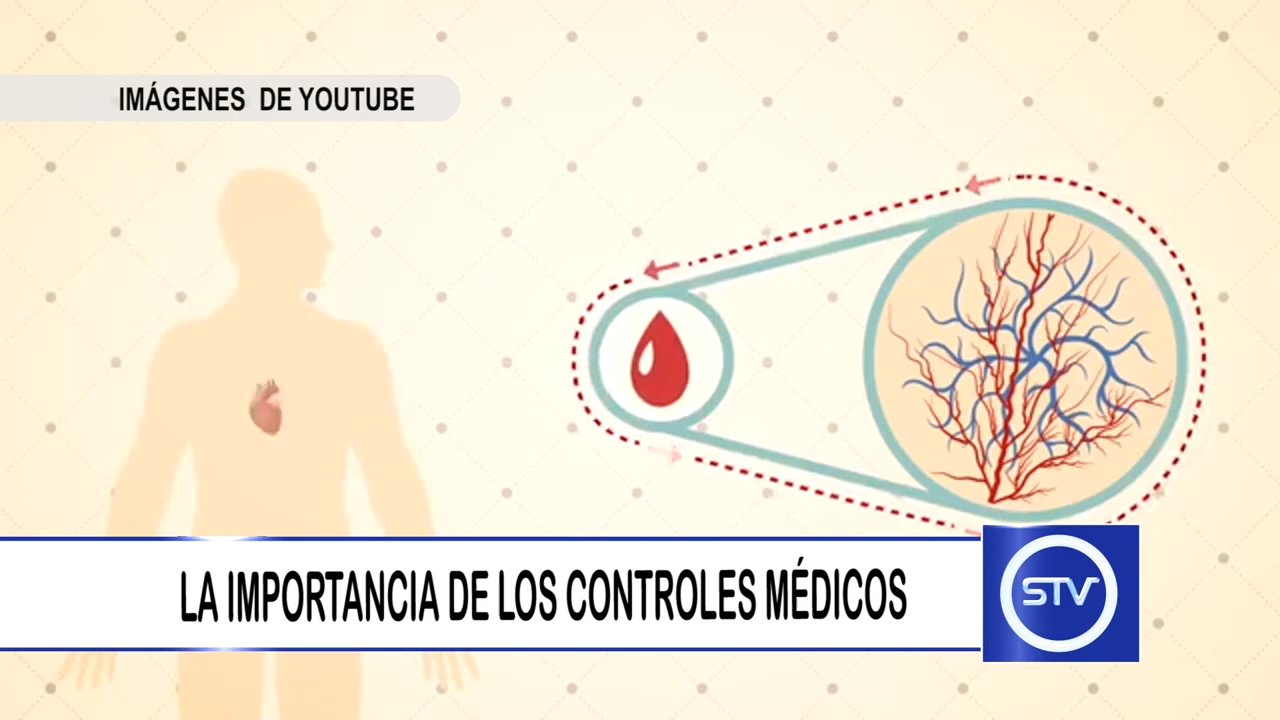 IMÁGENES DE YOUTUBE
LA IMPORTANCIA DE LOS CONTROLES MÉDICOS
STV